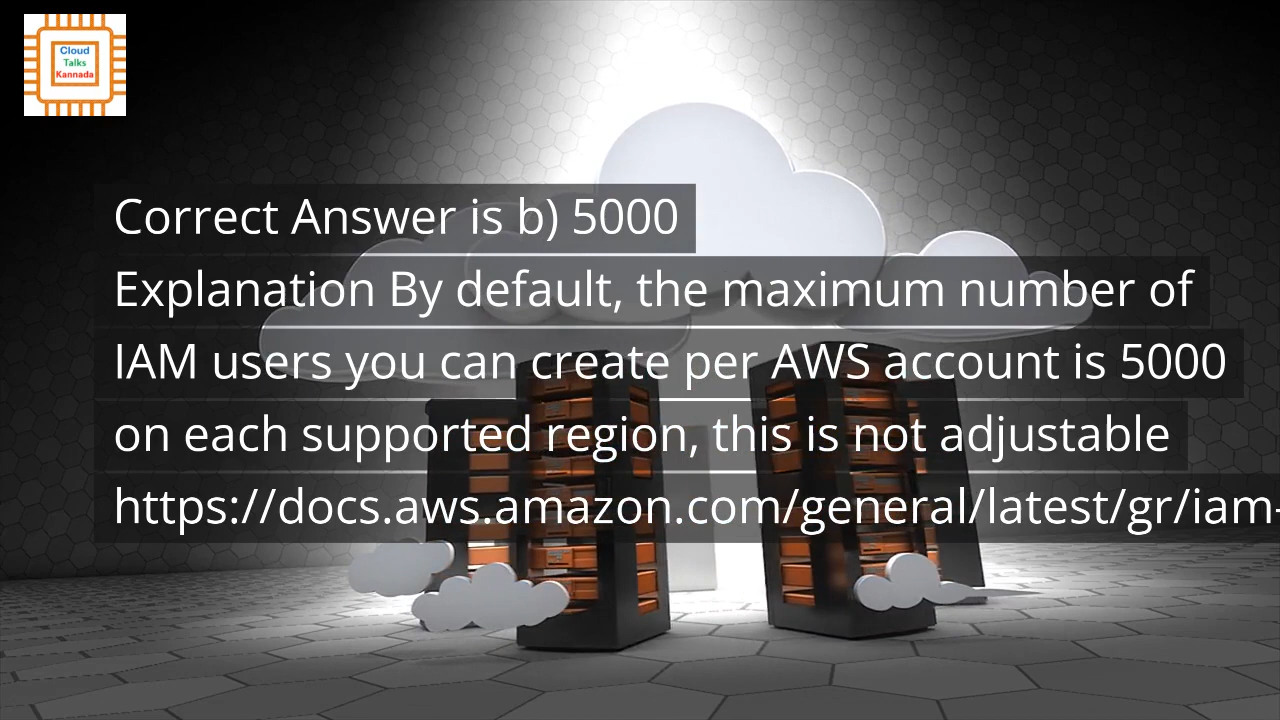 Cloud
Talks
Kannada
Correct Answer is b) 5000
Explanation By default, the maximum number of
IAM users you can create per AWS account is 5000
on each supported region, this is not adjustable
https://docs.aws.amazon.com/general/latest/gr/iam-